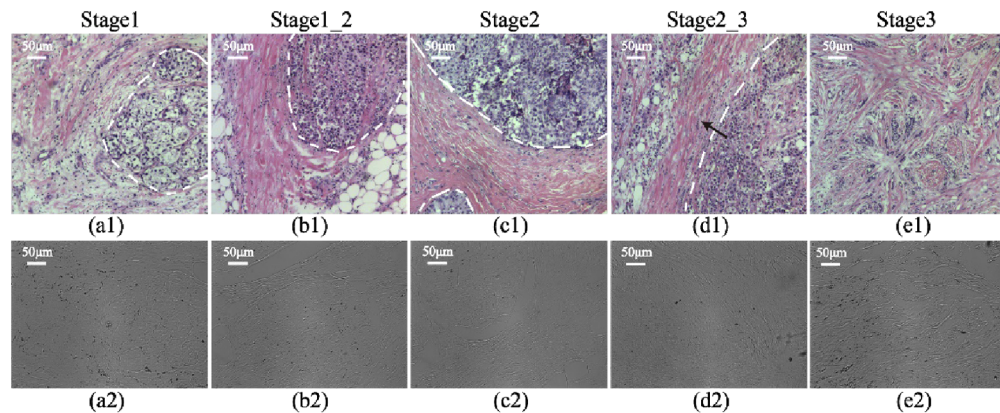 Stage1 Stage1_2 Stage2 Stage2_3 Stage3
50μm 50μm 50μm 50μm 50μm
(a1) (b1) (c1) (d1) (e1)
50μm 50μm 50μm 50μm 50μm
(a2) (b2) (c2) (d2) (e2)